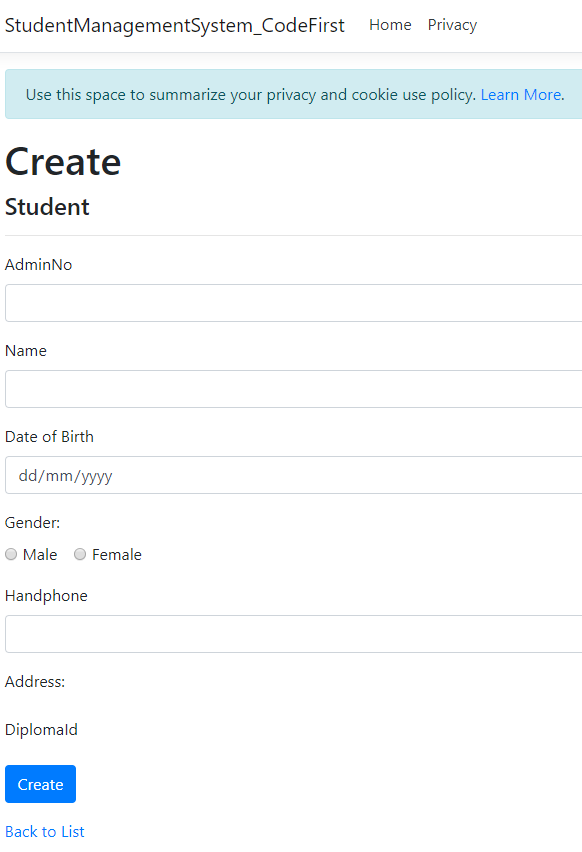 StudentManagementSystem_CodeFirst Home Privacy
Use this space to summarize your privacy and cookie use policy. Learn More.
Create
Student
AdminNo
Name
Date of Birth
dd/mm/yyyy
Gender:
Male Female
Handphone
Address:
DiplomaId
Create
Back to List